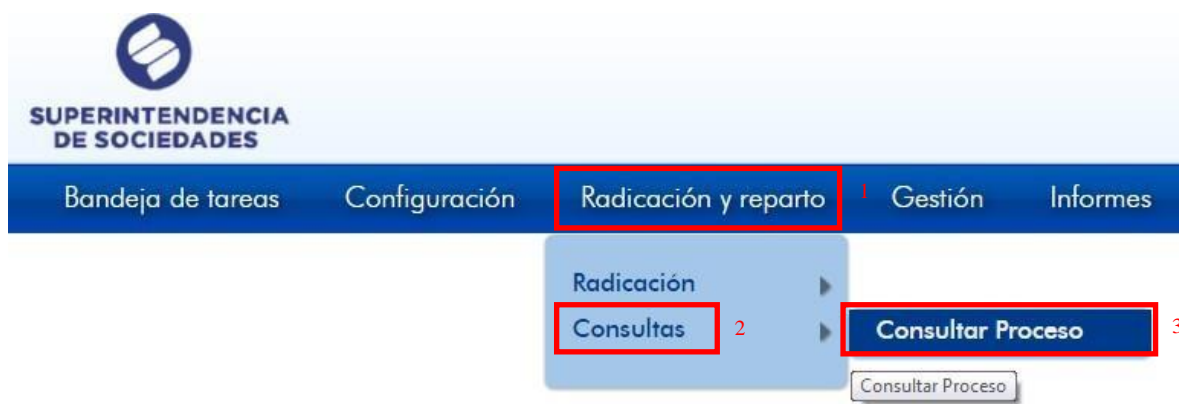 SUPERINTENDENCIA
DE SOCIEDADES
Bandeja de tareas Configuración Radicación y reparto 1 Gestión Informes
Radicación
Consultas 2 Consultar Proceso 3
Consultar Proceso